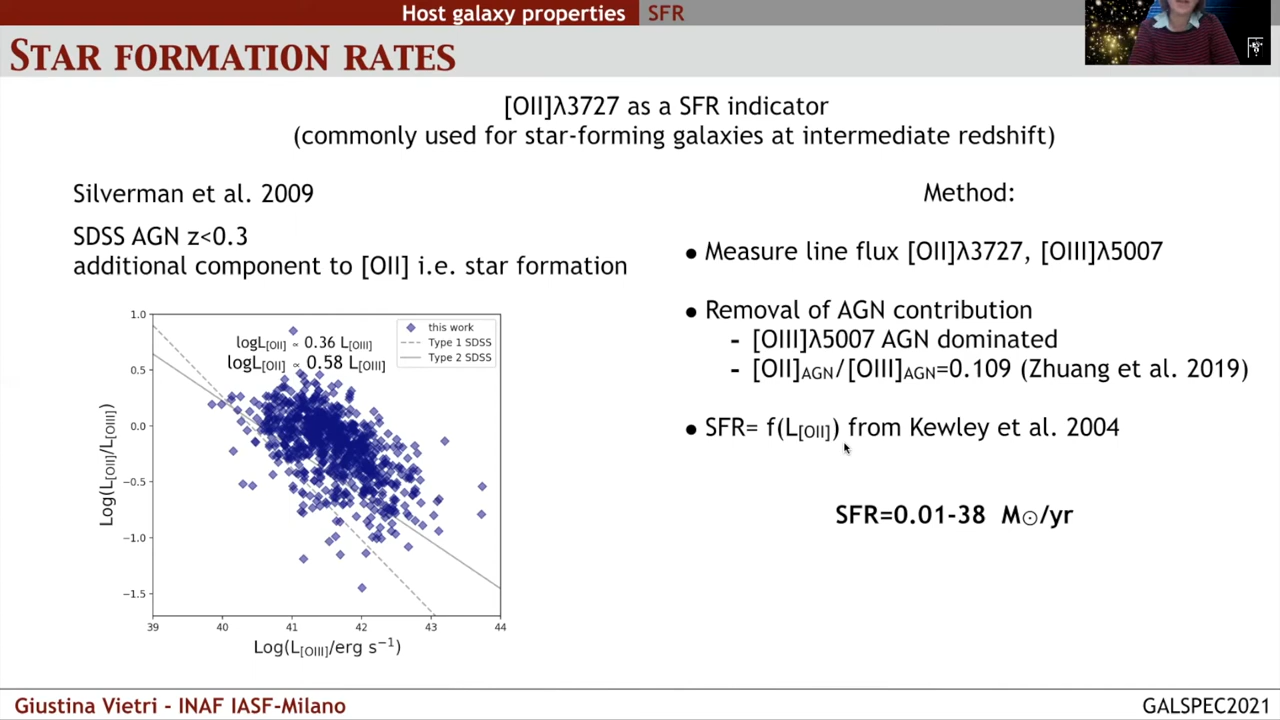 Host galaxy properties SFR
STAR FORMATION RATES
[OII]λ3727 as a SFR indicator
(commonly used for star-forming galaxies at intermediate redshift)
Silverman et al. 2009
SDSS AGN z<0.3
additional component to [OII] i.e. star formation
Method:
• Measure line flux [OII]λ3727, [OIII]λ5007
• Removal of AGN contribution
- [OIII]λ5007 AGN dominated
- [OII]AGN/[OIII]AGN=0.109 (Zhuang et al. 2019)
• SFR= f(L[OII]) from Kewley et al. 2004
SFR=0.01-38 M⊙/yr
logL[OII] ∝ 0.36 L[OIII]
logL[OII] ∝ 0.58 L[OIII]
this work
Type 1 SDSS
Type 2 SDSS
Log(L[OII]/L[OIII])
1.0
0.5
0.0
−0.5
−1.0
−1.5
39 40 41 42 43 44
Log(L[OIII]/erg s⁻¹)
Giustina Vietri - INAF IASF-Milano
GALSPEC2021